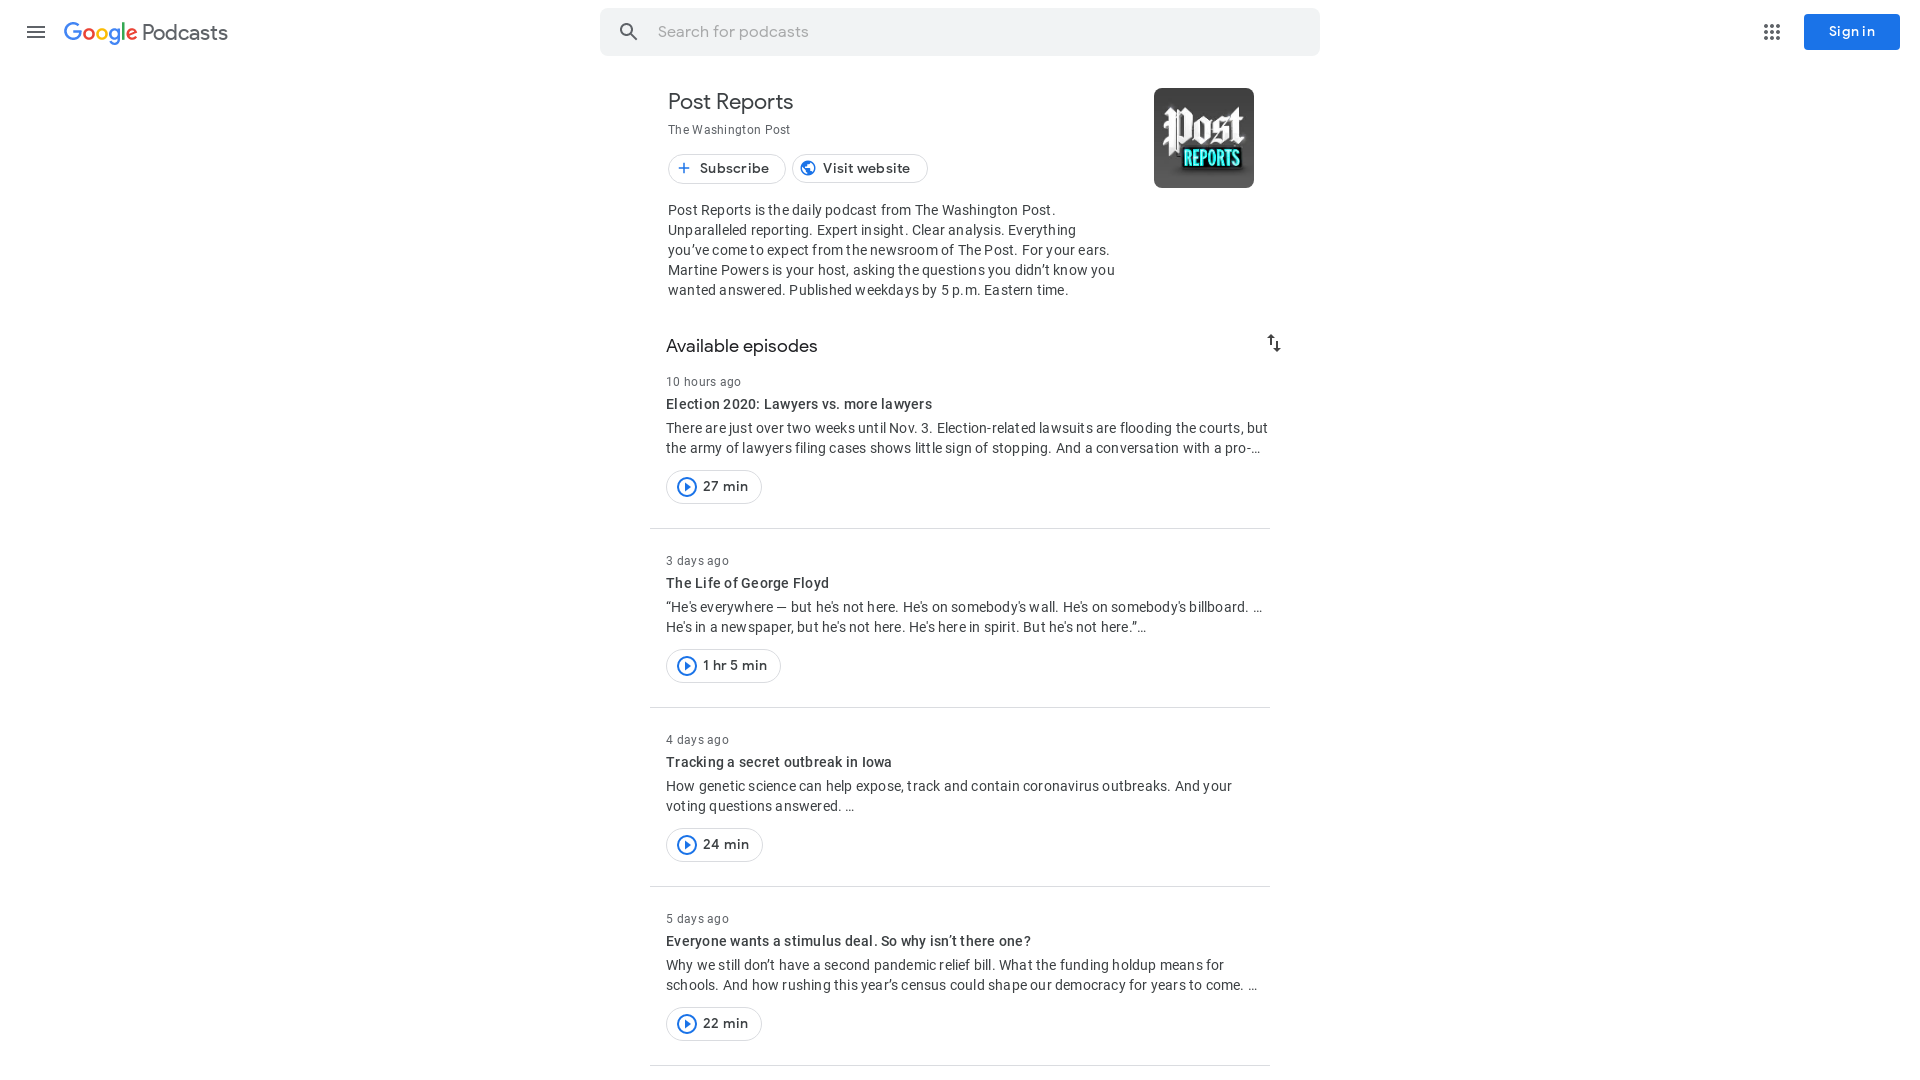 Google Podcasts
Search for podcasts
Sign in
Post Reports
The Washington Post
Post
REPORTS
Subscribe
Visit website
Post Reports is the daily podcast from The Washington Post.
Unparalleled reporting. Expert insight. Clear analysis. Everything
you’ve come to expect from the newsroom of The Post. For your ears.
Martine Powers is your host, asking the questions you didn’t know you
wanted answered. Published weekdays by 5 p.m. Eastern time.
Available episodes
10 hours ago
Election 2020: Lawyers vs. more lawyers
There are just over two weeks until Nov. 3. Election-related lawsuits are flooding the courts, but
the army of lawyers filing cases shows little sign of stopping. And a conversation with a pro-…
27 min
3 days ago
The Life of George Floyd
“He's everywhere — but he's not here. He's on somebody's wall. He's on somebody's billboard. …
He's in a newspaper, but he's not here. He's here in spirit. But he's not here.”…
1 hr 5 min
4 days ago
Tracking a secret outbreak in Iowa
How genetic science can help expose, track and contain coronavirus outbreaks. And your
voting questions answered. …
24 min
5 days ago
Everyone wants a stimulus deal. So why isn’t there one?
Why we still don’t have a second pandemic relief bill. What the funding holdup means for
schools. And how rushing this year’s census could shape our democracy for years to come. …
22 min